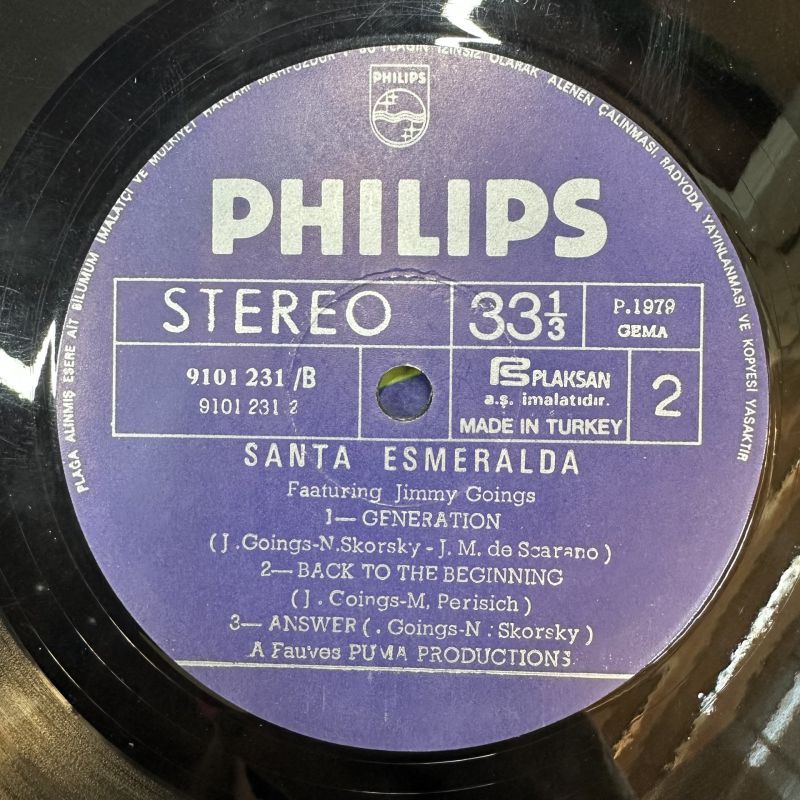 PLAĞA ALINMIŞ ESERE AİT BİLÜMUM İMALATÇI VE MÜLKİYET HAKLARI MAHFUZDUR. BU PLAĞIN İZİNSİZ OLARAK ALENEN ÇALINMASI, RADYODA YAYINLANMASI VE KOPYESİ YASAKTIR
PHILIPS
PHILIPS
STEREO
33 1/3
P.1979
GEMA
9101 231 /B
9101 231 2
PLAKSAN
a.ş. imalatıdır.
MADE IN TURKEY
2
SANTA ESMERALDA
Faaturing Jimmy Goings
1— GENERATION
(J.Goings-N.Skorsky - J. M. de Scarano)
2— BACK TO THE BEGINNING
(J. Coings-M, Perisich)
3— ANSWER (. Goings-N. Skorsky)
A Fauves PUMA PRODUCTIONS